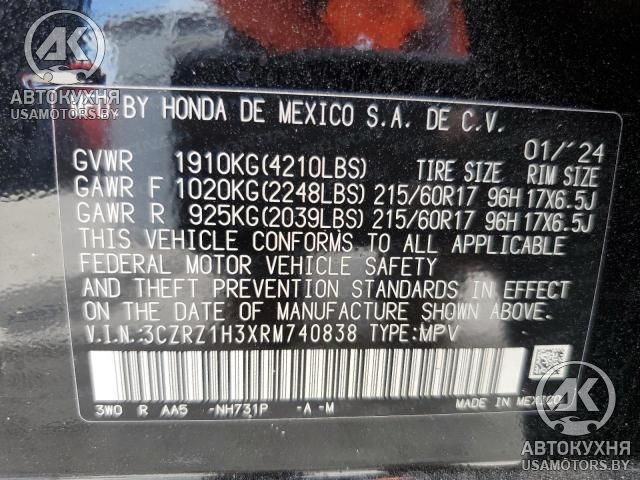 AK
АВТОКУХНЯ
USAMOTORS.BY
MFD. BY HONDA DE MEXICO S.A. DE C.V.
01/'24
GVWR 1910KG(4210LBS) TIRE SIZE RIM SIZE
GAWR F 1020KG(2248LBS) 215/60R17 96H 17X6.5J
GAWR R 925KG(2039LBS) 215/60R17 96H 17X6.5J
THIS VEHICLE CONFORMS TO ALL APPLICABLE
FEDERAL MOTOR VEHICLE SAFETY
AND THEFT PREVENTION STANDARDS IN EFFECT
ON THE DATE OF MANUFACTURE SHOWN ABOVE.
V.I.N.:3CZRZ1H3XRM740838 TYPE:MPV
3W0 R AA5 -NH731P -A -M MADE IN MEXICO
AK
АВТОКУХНЯ
USAMOTORS.BY